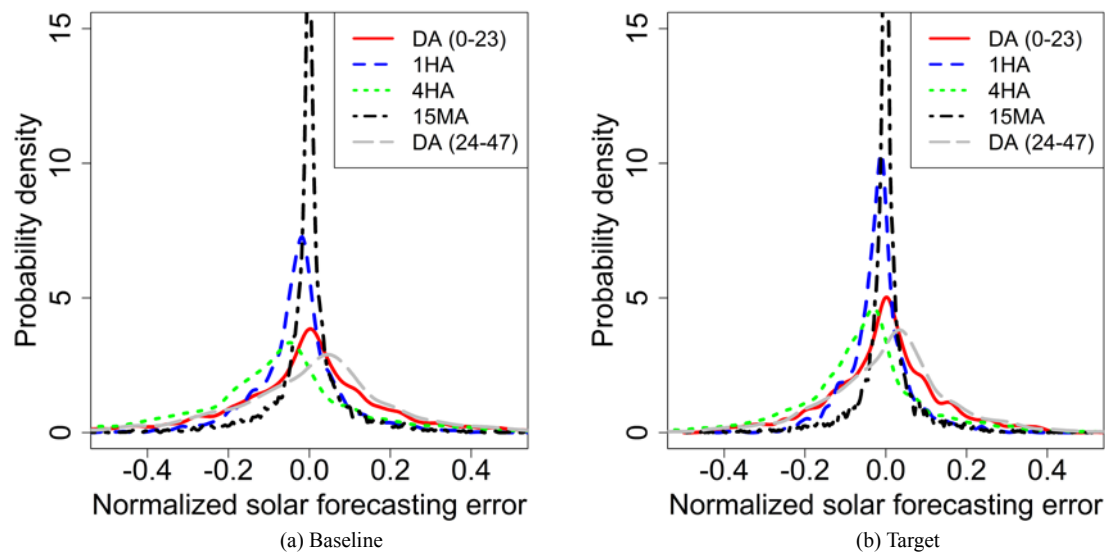 15
10
5
0
Probability density
DA (0-23)
1HA
4HA
15MA
DA (24-47)
-0.4 -0.2 0.0 0.2 0.4
Normalized solar forecasting error
(a) Baseline
15
10
5
0
Probability density
DA (0-23)
1HA
4HA
15MA
DA (24-47)
-0.4 -0.2 0.0 0.2 0.4
Normalized solar forecasting error
(b) Target